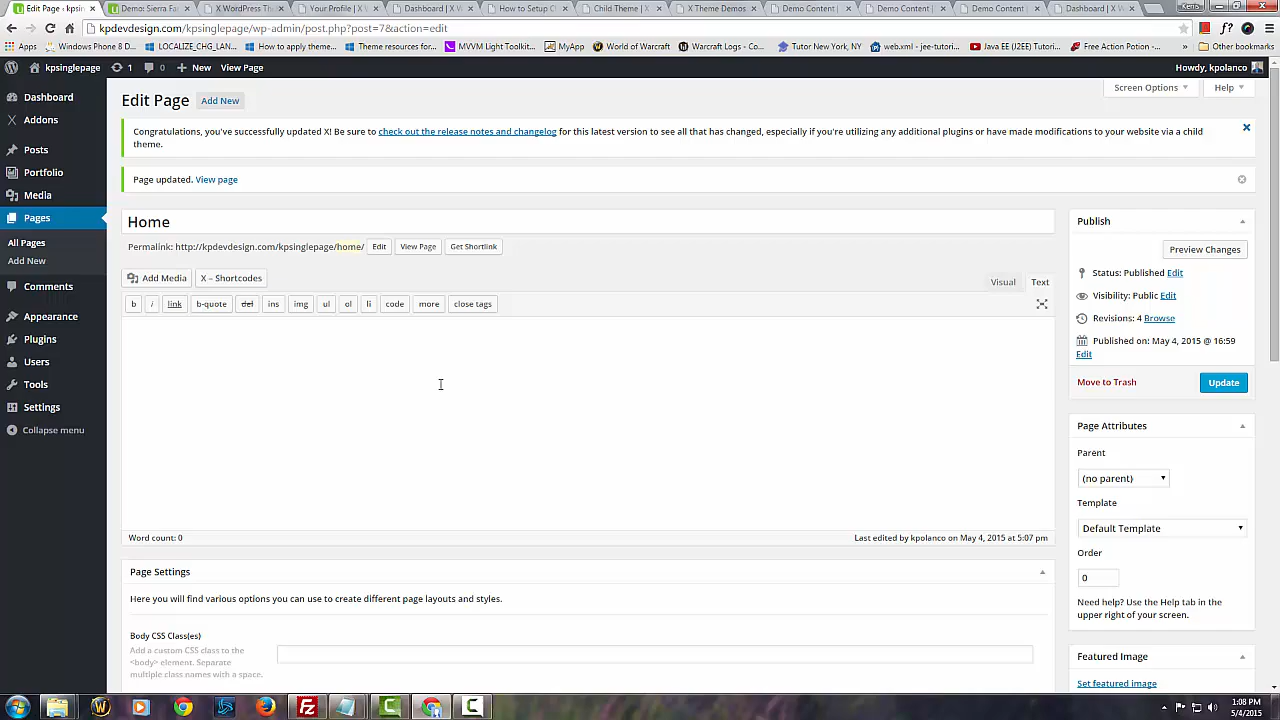 Edit Page - kpsinglepage
Demo: Sierra Fa
X WordPress Th
Your Profile | X V
Dashboard | X W
How to Setup C
Child Theme | X
X Theme Demos
Demo Content |
Demo Content |
Demo Content |
Dashboard | X W
Kenis
kpdevdesign.com/kpsinglepage/wp-admin/post.php?post=7&action=edit
Apps
Windows Phone 8 D...
LOCALIZE_CHG_LAN...
How to apply theme...
MVVM-Light Toolkit...
MyApp
World of Warcraft
Warcraft Logs - Co...
Tutor New York, NY
web.xml - jee-tutori...
Java EE (J2EE) Tutori...
Free Action Potion -...
»
Other bookmarks
kpsinglepage
1
0
New
View Page
Howdy, kpolanco
Dashboard
Addons
Posts
Portfolio
Media
Pages
All Pages
Add New
Comments
Appearance
Plugins
Users
Tools
Settings
Collapse menu
Edit Page
Add New
Screen Options
Help
Congratulations, you've successfully updated X! Be sure to check out the release notes and changelog for this latest version to see all that has changed, especially if you're utilizing any additional plugins or have made modifications to your website via a child
theme.
Page updated. View page
Home
Permalink: http://kpdevdesign.com/kpsinglepage/home/
Edit
View Page
Get Shortlink
Add Media
X – Shortcodes
Visual
Text
b
i
link
b-quote
del
ins
img
ul
ol
li
code
more
close tags
Word count: 0
Last edited by kpolanco on May 4, 2015 at 5:07 pm
Page Settings
Here you will find various options you can use to create different page layouts and styles.
Body CSS Class(es)
Add a custom CSS class to the
<body> element. Separate
multiple class names with a space.
Publish
Preview Changes
Status: Published Edit
Visibility: Public Edit
Revisions: 4 Browse
Published on: May 4, 2015 @ 16:59
Edit
Move to Trash
Update
Page Attributes
Parent
(no parent)
Template
Default Template
Order
0
Need help? Use the Help tab in the
upper right of your screen.
Featured Image
Set featured image
1:08 PM
5/4/2015